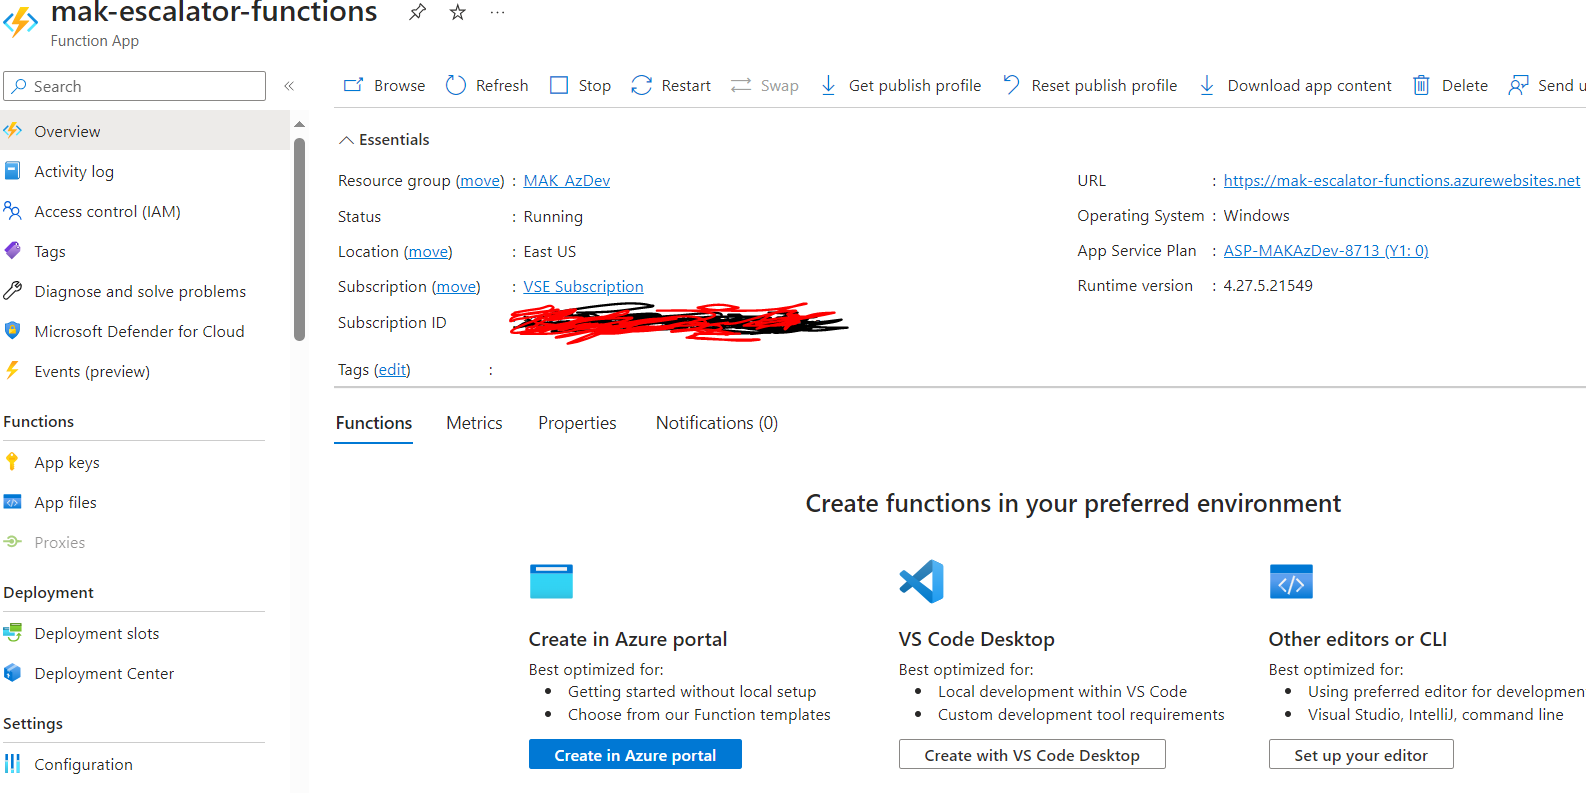 mak-escalator-functions
Function App
Search
Browse Refresh Stop Restart Swap Get publish profile Reset publish profile Download app content Delete Send u
Overview
Activity log
Access control (IAM)
Tags
Diagnose and solve problems
Microsoft Defender for Cloud
Events (preview)
Functions
App keys
App files
Proxies
Deployment
Deployment slots
Deployment Center
Settings
Configuration
Essentials
Resource group (move) : MAK_AzDev
Status : Running
Location (move) : East US
Subscription (move) : VSE Subscription
Subscription ID
Tags (edit) :
URL : https://mak-escalator-functions.azurewebsites.net
Operating System : Windows
App Service Plan : ASP-MAKAzDev-8713 (Y1: 0)
Runtime version : 4.27.5.21549
Functions Metrics Properties Notifications (0)
Create functions in your preferred environment
Create in Azure portal
Best optimized for:
• Getting started without local setup
• Choose from our Function templates
Create in Azure portal
VS Code Desktop
Best optimized for:
• Local development within VS Code
• Custom development tool requirements
Create with VS Code Desktop
Other editors or CLI
Best optimized for:
• Using preferred editor for developmen
• Visual Studio, IntelliJ, command line
Set up your editor